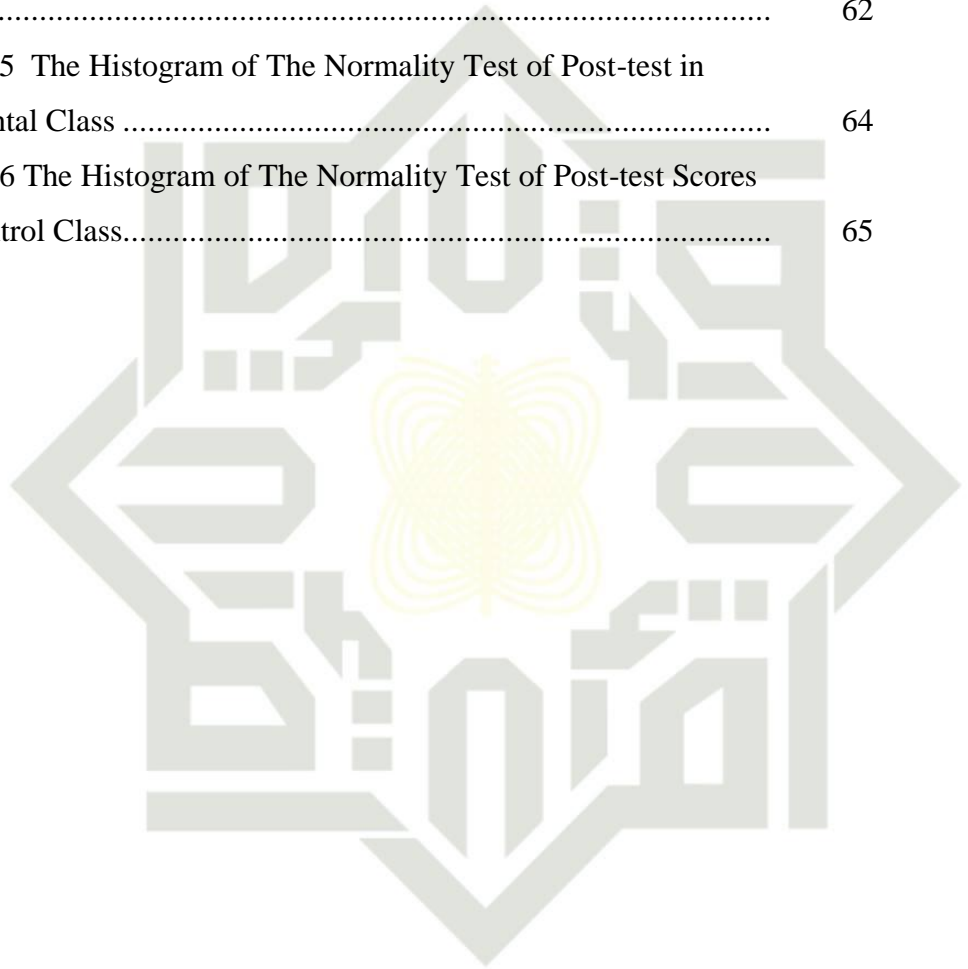 ............................................................................ 62
5 The Histogram of The Normality Test of Post-test in
ntal Class ................................................................. 64
6 The Histogram of The Normality Test of Post-test Scores
trol Class................................................................. 65